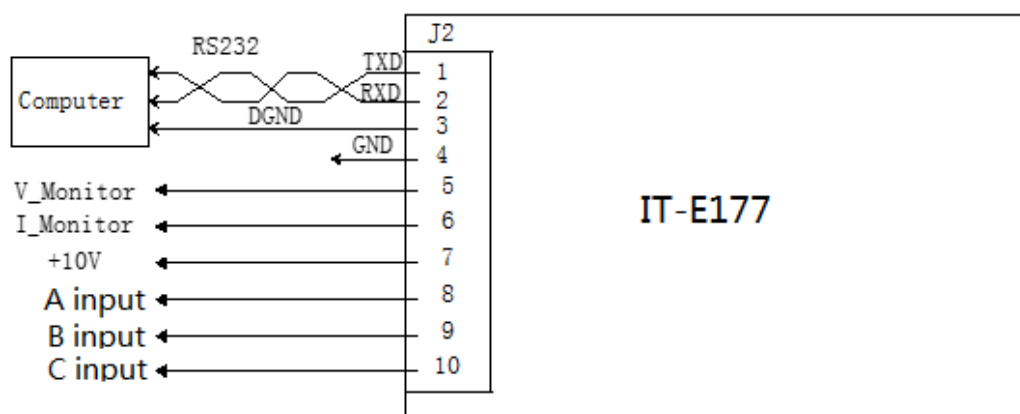 J2
RS232
TXD 1
RXD 2
Computer
DGND 3
GND 4
V_Monitor 5
I_Monitor 6
IT-E177
+10V 7
A input 8
B input 9
C input 10